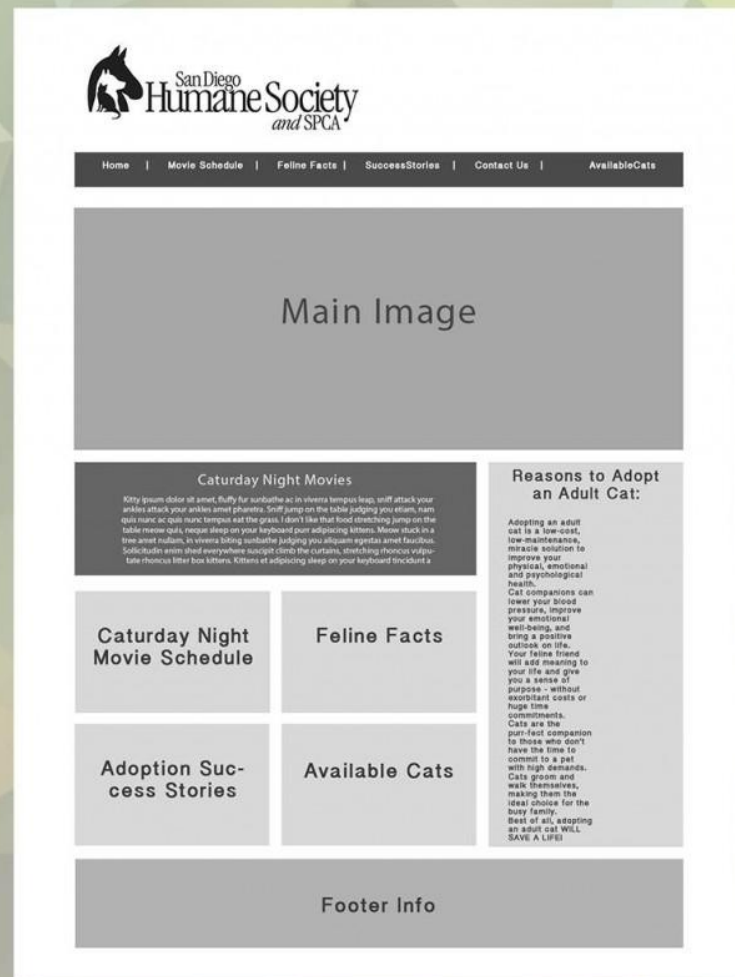 San Diego
Humane Society
and SPCA
Home | Movie Schedule | Feline Facts | SuccessStories | Contact Us | AvailableCats
Main Image
Caturday Night Movies
Kitty ipsum dolor sit amet, fluffy fur sunbathe ac in viverra tempus leap, sniff attack your
ankles attack your ankles amet pharetra. Sniff jump on the table judging you etiam, nam
quis nunc ac quis nunc tempus eat the grass. I don't like that food stretching jump on the
table meow quis, neque sleep on your keyboard purr adipiscing kittens. Meow stuck in a
tree amet nullam, in viverra biting sunbathe judging you aliquam egestas amet faucibus.
Sollicitudin enim shed everywhere suscipit climb the curtains, stretching rhoncus vulpu-
tate rhoncus litter box kittens. Kittens et adipiscing sleep on your keyboard tincidunt a
Caturday Night
Movie Schedule
Feline Facts
Adoption Suc-
cess Stories
Available Cats
Reasons to Adopt
an Adult Cat:
Adopting an adult
cat is a low-cost,
low-maintenance,
miracle solution to
improve your
physical, emotional
and psychological
health.
Cat companions can
lower your blood
pressure, improve
your emotional
well-being, and
bring a positive
outlook on life.
Your feline friend
will add meaning to
your life and give
you a sense of
purpose - without
exorbitant costs or
huge time
commitments.
Cats are the
purr-fect companion
to those who don't
have the time to
commit to a pet
with high demands.
Cats groom and
walk themselves,
making them the
ideal choice for the
busy family.
Best of all, adopting
an adult cat WILL
SAVE A LIFE!
Footer Info